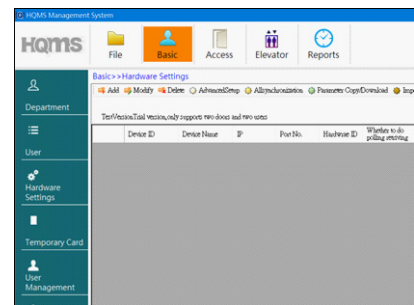 HQMS Management System
HQMS
File
Basic
Access
Elevator
Reports
Basic>>Hardware Settings
Add Modify Delete AdvancedSetup Allsynchronization Parameter Copy/Download
TestVersionTrial version,only supports two doors and two users
Device ID Device Name IP Port No. Hardware ID Whether to do
polling retriving
Department
User
Hardware
Settings
Temporary Card
User
Management